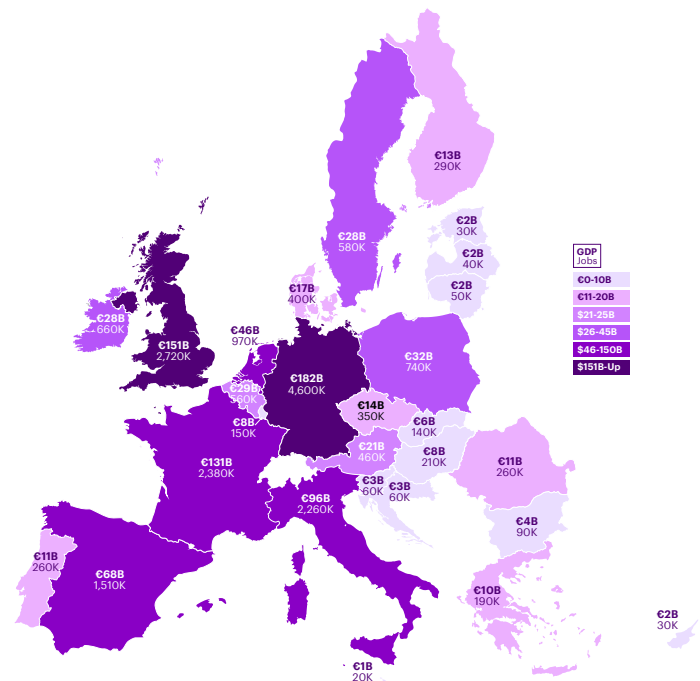 €13B
290K
€2B
30K
€28B
580K
€2B
40K
€2B
50K
GDP
Jobs
€0-10B
€11-20B
$21-25B
$26-45B
$46-150B
$151B-Up
€17B
400K
€28B
660K
€46B
970K
€151B
2,720K
€32B
740K
€182B
4,600K
€29B
560K
€14B
350K
€8B
150K
€6B
140K
€21B
460K
€8B
210K
€131B
2,380K
€11B
260K
€3B
60K
€3B
60K
€96B
2,260K
€4B
90K
€11B
260K
€68B
1,510K
€10B
190K
€2B
30K
€1B
20K